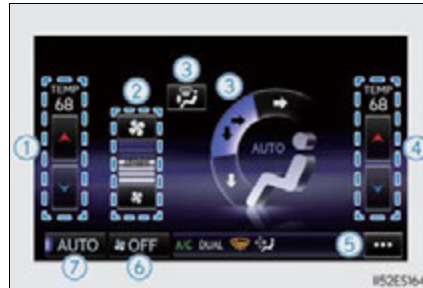 ③
② ③
TEMP TEMP
68 68
AUTO
① ④
AUTO OFF A/C DUAL ⑤
⑦ ⑥
II52ES164